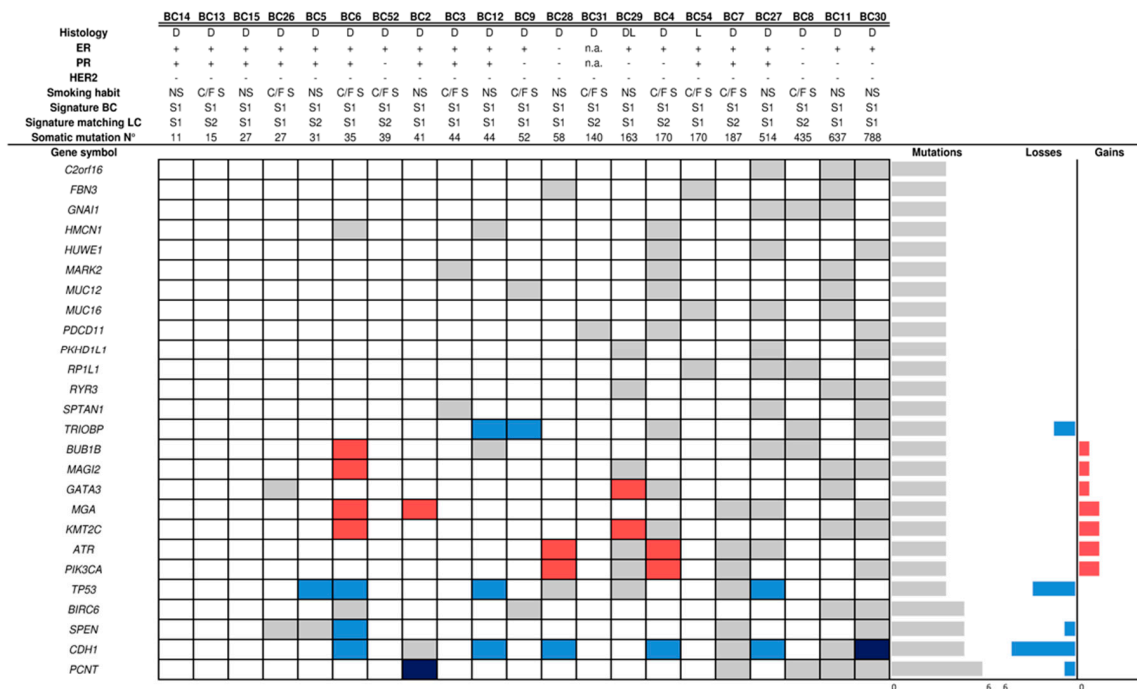 BC14 BC13 BC15 BC26 BC5 BC6 BC52 BC2 BC3 BC12 BC9 BC28 BC31 BC29 BC4 BC54 BC7 BC27 BC8 BC11 BC30
Histology D D D D D D D D D D D D D DL D L D D D D D
ER + + + + + + - + + + + - n.a. + + + + + - + +
PR + + + + + + - + + + - - n.a. - - + + + - - -
HER2 - - - - - - - - - - - - - - - - - - - - -
Smoking habit NS C/F S NS C/F S NS C/F S C/F S NS C/F S NS NS NS C/F S NS C/F S C/F S C/F S NS C/F S NS NS
Signature BC S1 S1 S1 S1 S1 S1 S1 S1 S1 S1 S1 S1 S1 S1 S1 S1 S1 S1 S1 S1 S1
Signature matching LC S1 S2 S1 S1 S2 S1 S2 S1 S1 S1 S1 S1 S2 S1 S1 S1 S2 S1 S2 S1 S1
Somatic mutation N° 11 15 27 27 31 35 39 41 44 44 52 58 140 163 170 170 187 514 435 637 788
Gene symbol Mutations Losses Gains
C2orf16
FBN3
GNAI1
HMCN1
HUWE1
MARK2
MUC12
MUC16
PDCD11
PKHD1L1
RP1L1
RYR3
SPTAN1
TRIOBP
BUB1B
MAGI2
GATA3
MGA
KMT2C
ATR
PIK3CA
TP53
BIRC6
SPEN
CDH1
PCNT